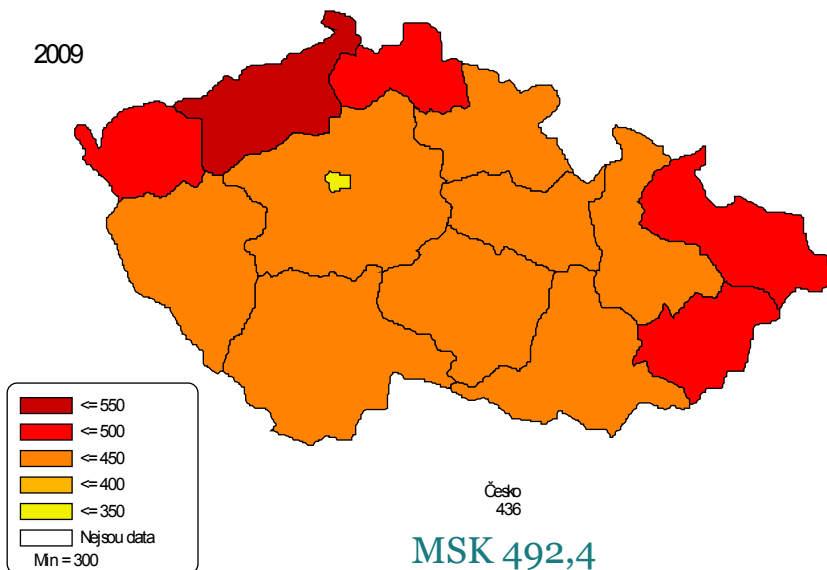 2009
<= 550
<= 500
<= 450
<= 400
<= 350
Nejsou data
Min = 300
Česko
436
MSK 492,4